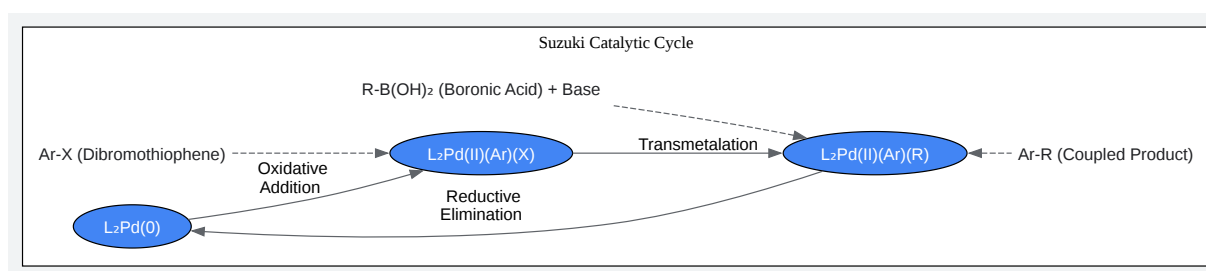 Suzuki Catalytic Cycle
R-B(OH)₂ (Boronic Acid) + Base
Ar-X (Dibromothiophene)
L₂Pd(II)(Ar)(X)
Transmetalation
L₂Pd(II)(Ar)(R)
Ar-R (Coupled Product)
Oxidative
Addition
Reductive
Elimination
L₂Pd(0)